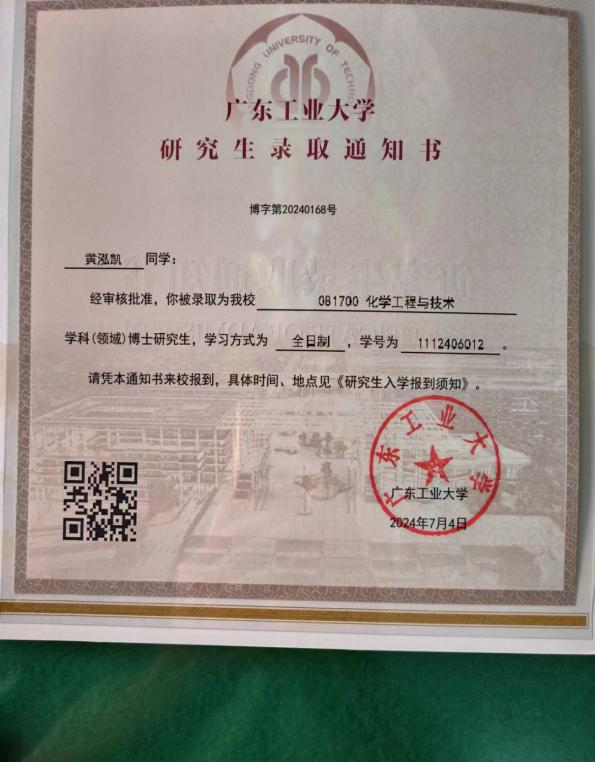 GDONG UNIVERSITY OF TECHNO
广东工业大学
研究生录取通知书
博字第20240168号
黄泓凯 同学：
经审核批准，你被录取为我校 081700 化学工程与技术
学科(领域)博士研究生，学习方式为 全日制 ，学号为 1112406012 。
请凭本通知书来校报到，具体时间、地点见《研究生入学报到须知》。
广东工业大学
广东工业大学
2024年7月4日